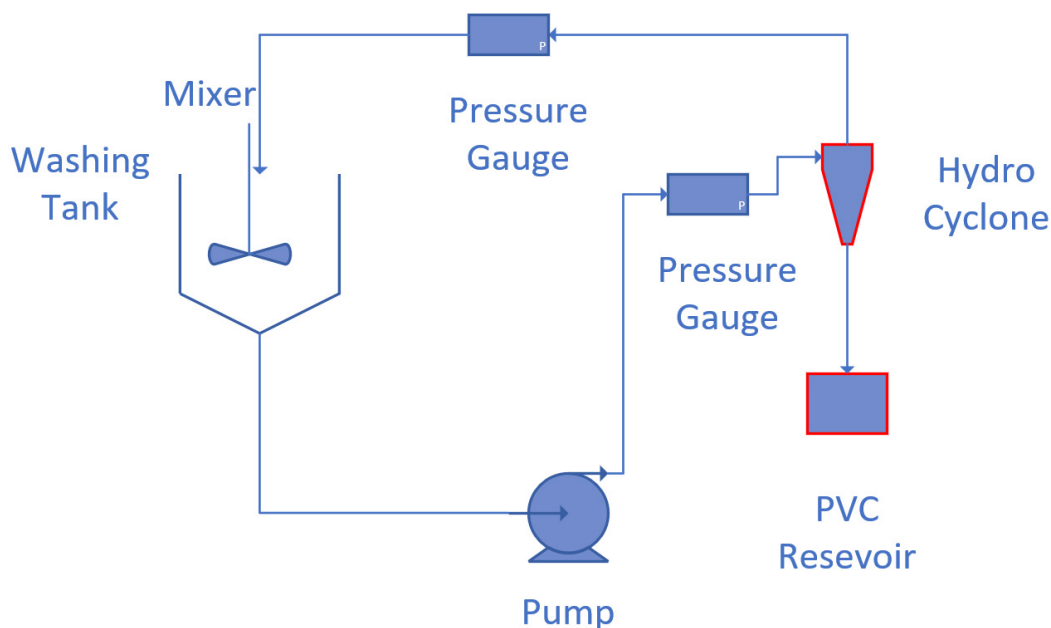 Mixer
Washing
Tank
Pressure
Gauge
P
Hydro
Cyclone
P
Pressure
Gauge
PVC
Resevoir
Pump